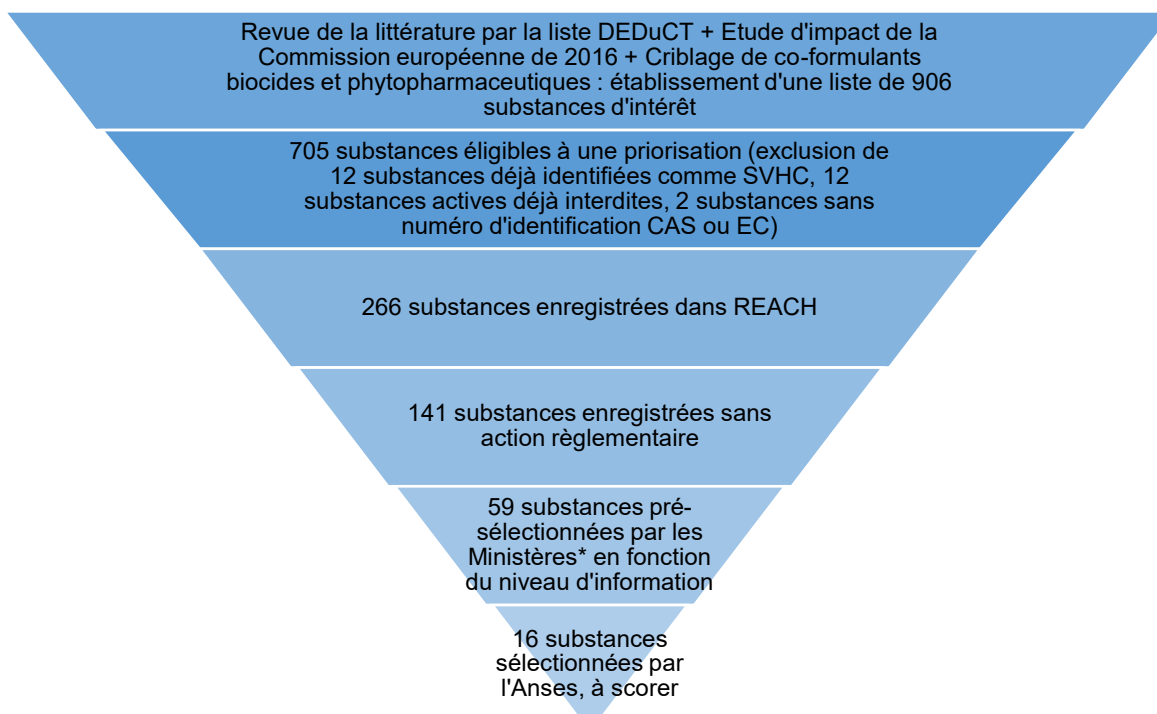 Revue de la littérature par la liste DEDuCT + Etude d'impact de la
Commission européenne de 2016 + Criblage de co-formulants
biocides et phytopharmaceutiques : établissement d'une liste de 906
substances d'intérêt
705 substances éligibles à une priorisation (exclusion de
12 substances déjà identifiées comme SVHC, 12
substances actives déjà interdites, 2 substances sans
numéro d'identification CAS ou EC)
266 substances enregistrées dans REACH
141 substances enregistrées sans
action règlementaire
59 substances pré-
sélectionnées par les
Ministères* en fonction
du niveau d'information
16 substances
sélectionnées par
l'Anses, à scorer